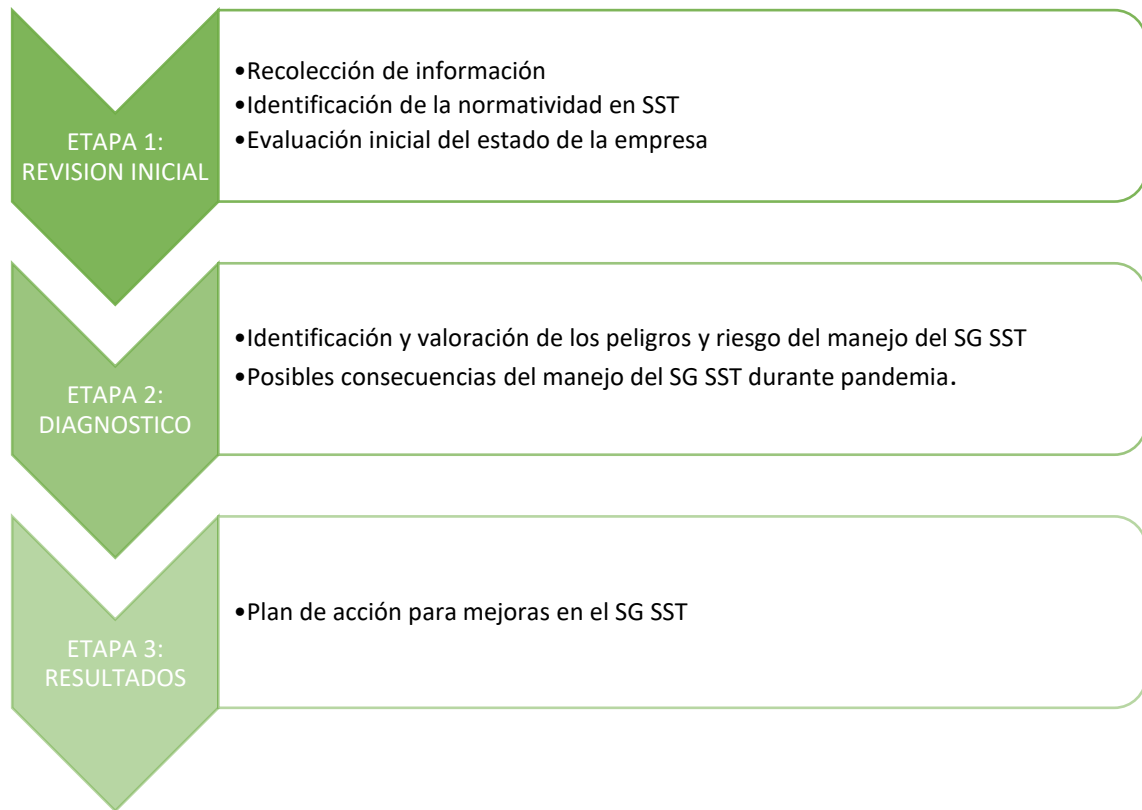 ETAPA 1:
REVISION INICIAL
•Recolección de información
•Identificación de la normatividad en SST
•Evaluación inicial del estado de la empresa
ETAPA 2:
DIAGNOSTICO
•Identificación y valoración de los peligros y riesgo del manejo del SG SST
•Posibles consecuencias del manejo del SG SST durante pandemia.
ETAPA 3:
RESULTADOS
•Plan de acción para mejoras en el SG SST